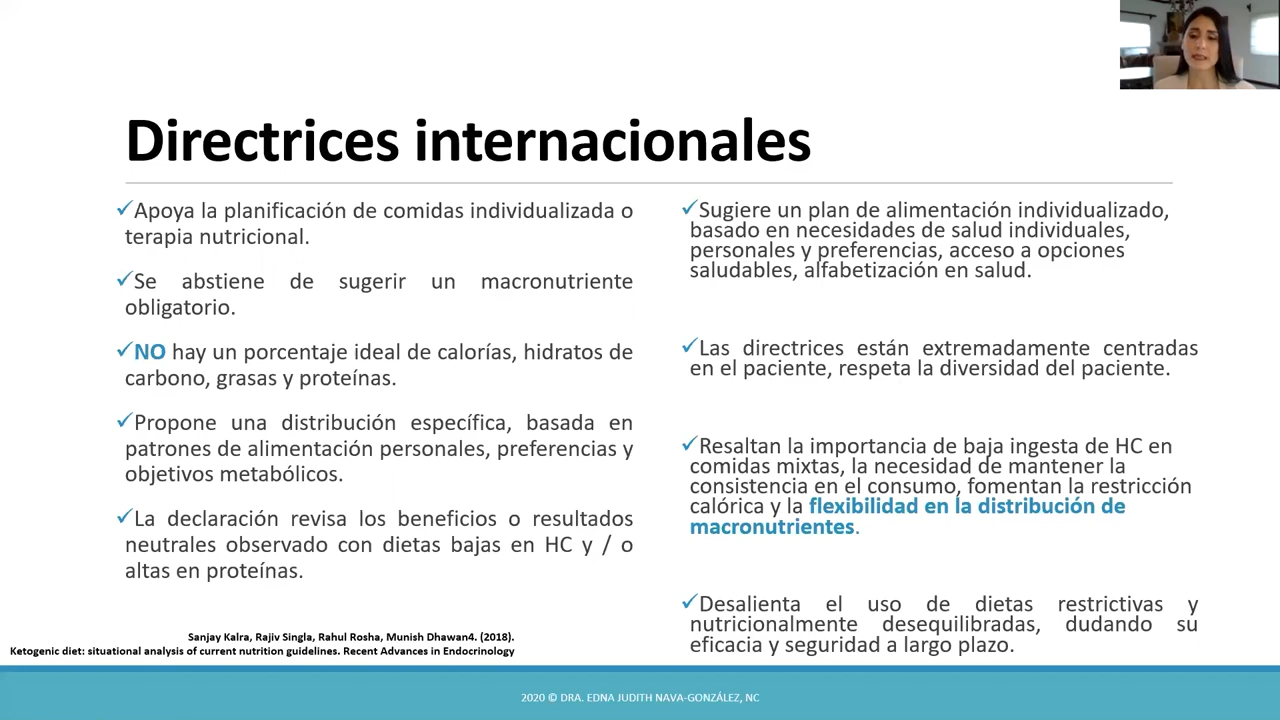 Directrices internacionales
✓Apoya la planificación de comidas individualizada o
terapia nutricional.
✓Se abstiene de sugerir un macronutriente
obligatorio.
✓NO hay un porcentaje ideal de calorías, hidratos de
carbono, grasas y proteínas.
✓Propone una distribución específica, basada en
patrones de alimentación personales, preferencias y
objetivos metabólicos.
✓La declaración revisa los beneficios o resultados
neutrales observado con dietas bajas en HC y / o
altas en proteínas.
✓Sugiere un plan de alimentación individualizado,
basado en necesidades de salud individuales,
personales y preferencias, acceso a opciones
saludables, alfabetización en salud.
✓Las directrices están extremadamente centradas
en el paciente, respeta la diversidad del paciente.
✓Resaltan la importancia de baja ingesta de HC en
comidas mixtas, la necesidad de mantener la
consistencia en el consumo, fomentan la restricción
calórica y la flexibilidad en la distribución de
macronutrientes.
✓Desalienta el uso de dietas restrictivas y
nutricionalmente desequilibradas, dudando su
eficacia y seguridad a largo plazo.
Sanjay Kalra, Rajiv Singla, Rahul Rosha, Munish Dhawan4. (2018).
Ketogenic diet: situational analysis of current nutrition guidelines. Recent Advances in Endocrinology
2020 © DRA. EDNA JUDITH NAVA-GONZÁLEZ, NC